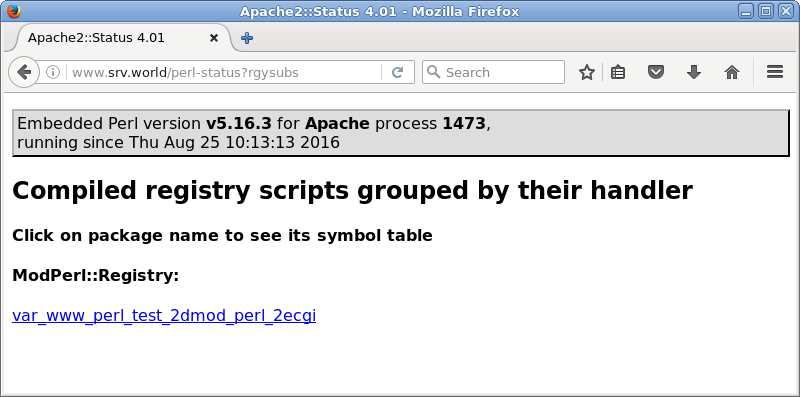 Apache2::Status 4.01 - Mozilla Firefox
Apache2::Status 4.01
www.srv.world/perl-status?rgysubs
Search
Embedded Perl version v5.16.3 for Apache process 1473,
running since Thu Aug 25 10:13:13 2016
Compiled registry scripts grouped by their handler
Click on package name to see its symbol table
ModPerl::Registry:
var_www_perl_test_2dmod_perl_2ecgi